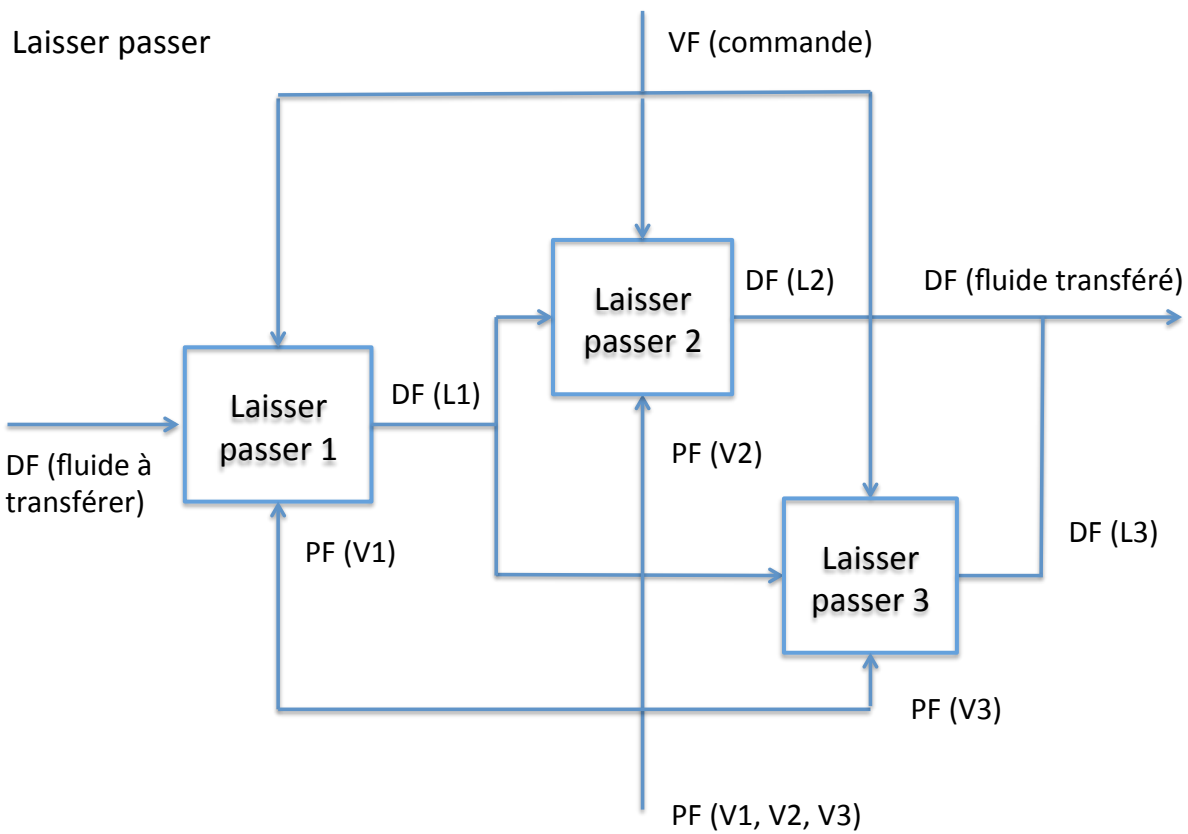 Laisser passer
VF (commande)
Laisser
passer 2
DF (L2)
DF (fluide transféré)
Laisser
passer 1
DF (L1)
DF (fluide à
transférer)
PF (V2)
PF (V1)
Laisser
passer 3
DF (L3)
PF (V3)
PF (V1, V2, V3)